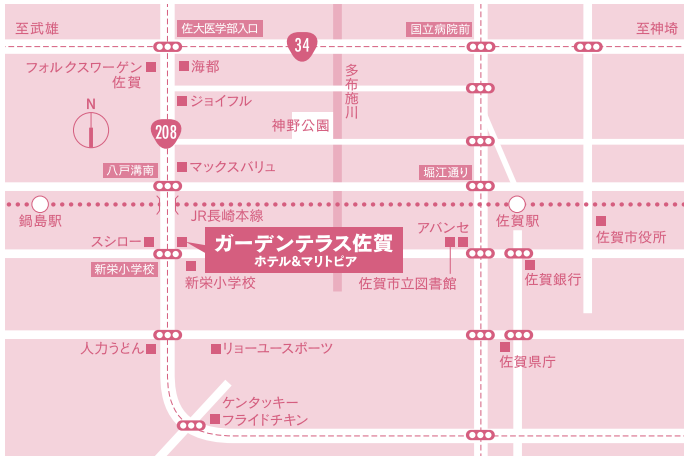 至武雄
佐大医学部入口
34
国立病院前
至神埼
フォルクスワーゲン
佐賀
海都
多布施川
ジョイフル
N
208
神野公園
八戸溝南
マックスバリュ
堀江通り
鍋島駅
JR長崎本線
佐賀駅
スシロー
ガーデンテラス佐賀
ホテル&マリトピア
アバンセ
佐賀市役所
新栄小学校
新栄小学校
佐賀市立図書館
佐賀銀行
人力うどん
リョーユースポーツ
佐賀県庁
ケンタッキー
フライドチキン